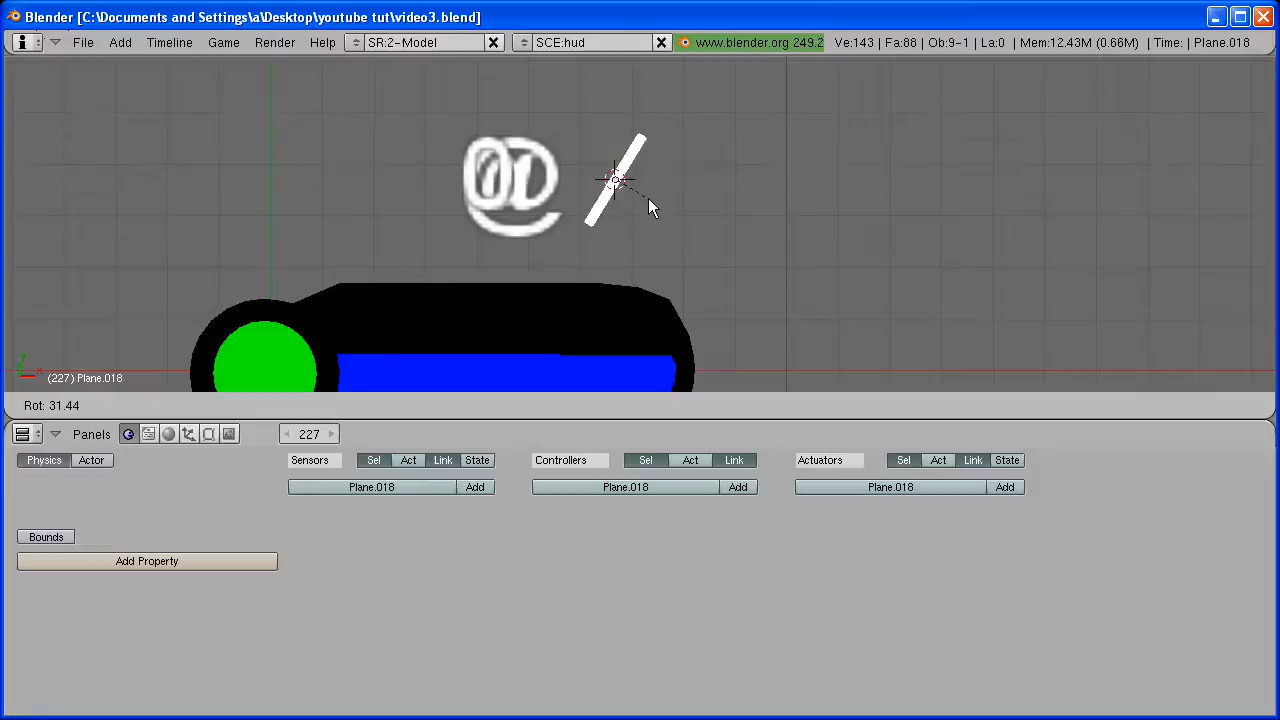 Blender [C:\Documents and Settings\a\Desktop\youtube tut\video3.blend]
File Add Timeline Game Render Help SR:2-Model SCE:hud www.blender.org 249.2 Ve:143 | Fa:88 | Ob:9-1 | La:0 | Mem:12.43M (0.66M) | Time: | Plane.018
@
(227) Plane.018
Rot: 31.44
Panels 227
Physics Actor Sensors Sel Act Link State Controllers Sel Act Link Actuators Sel Act Link State
Plane.018 Add Plane.018 Add Plane.018 Add
Bounds
Add Property